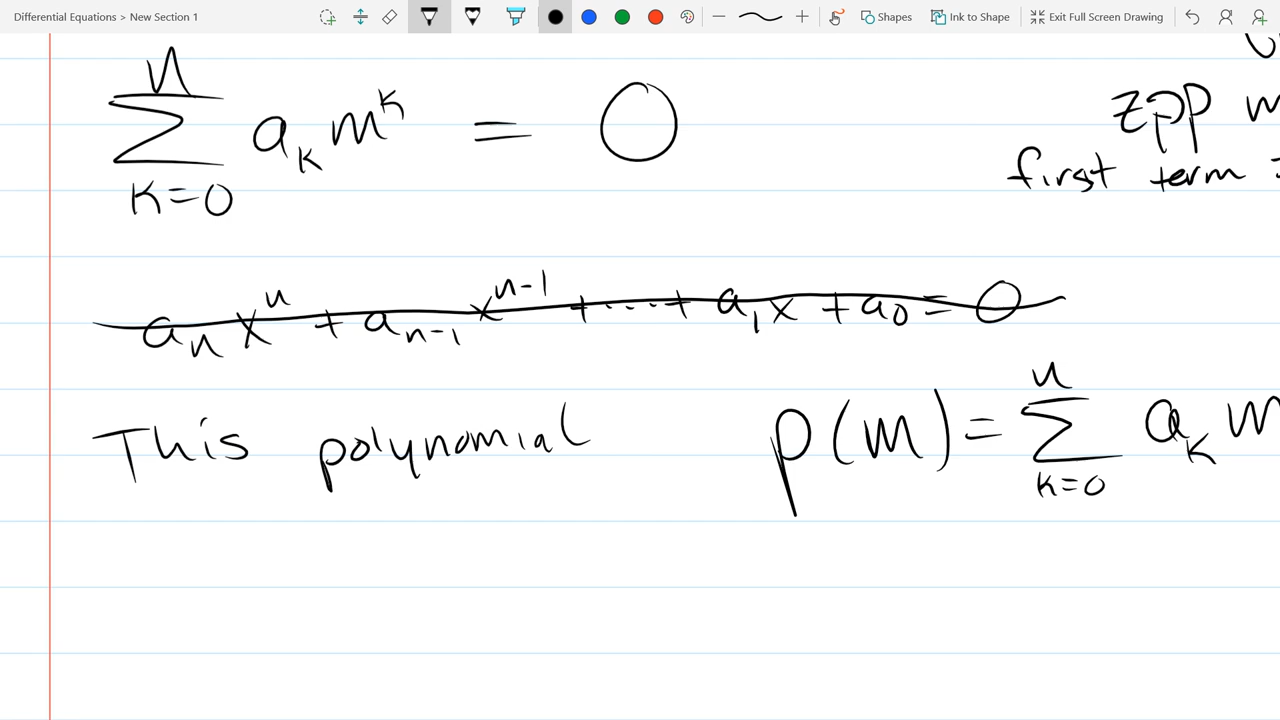 Differential Equations > New Section 1 Shapes Ink to Shape Exit Full Screen Drawing
n
∑ a_k m^k = 0
k=0
zpp
first term
a_n x^n + a_{n-1} x^{n-1} + ... + a_1 x + a_0 = 0
This polynomial p(m) = ∑ a_k m
n
k=0